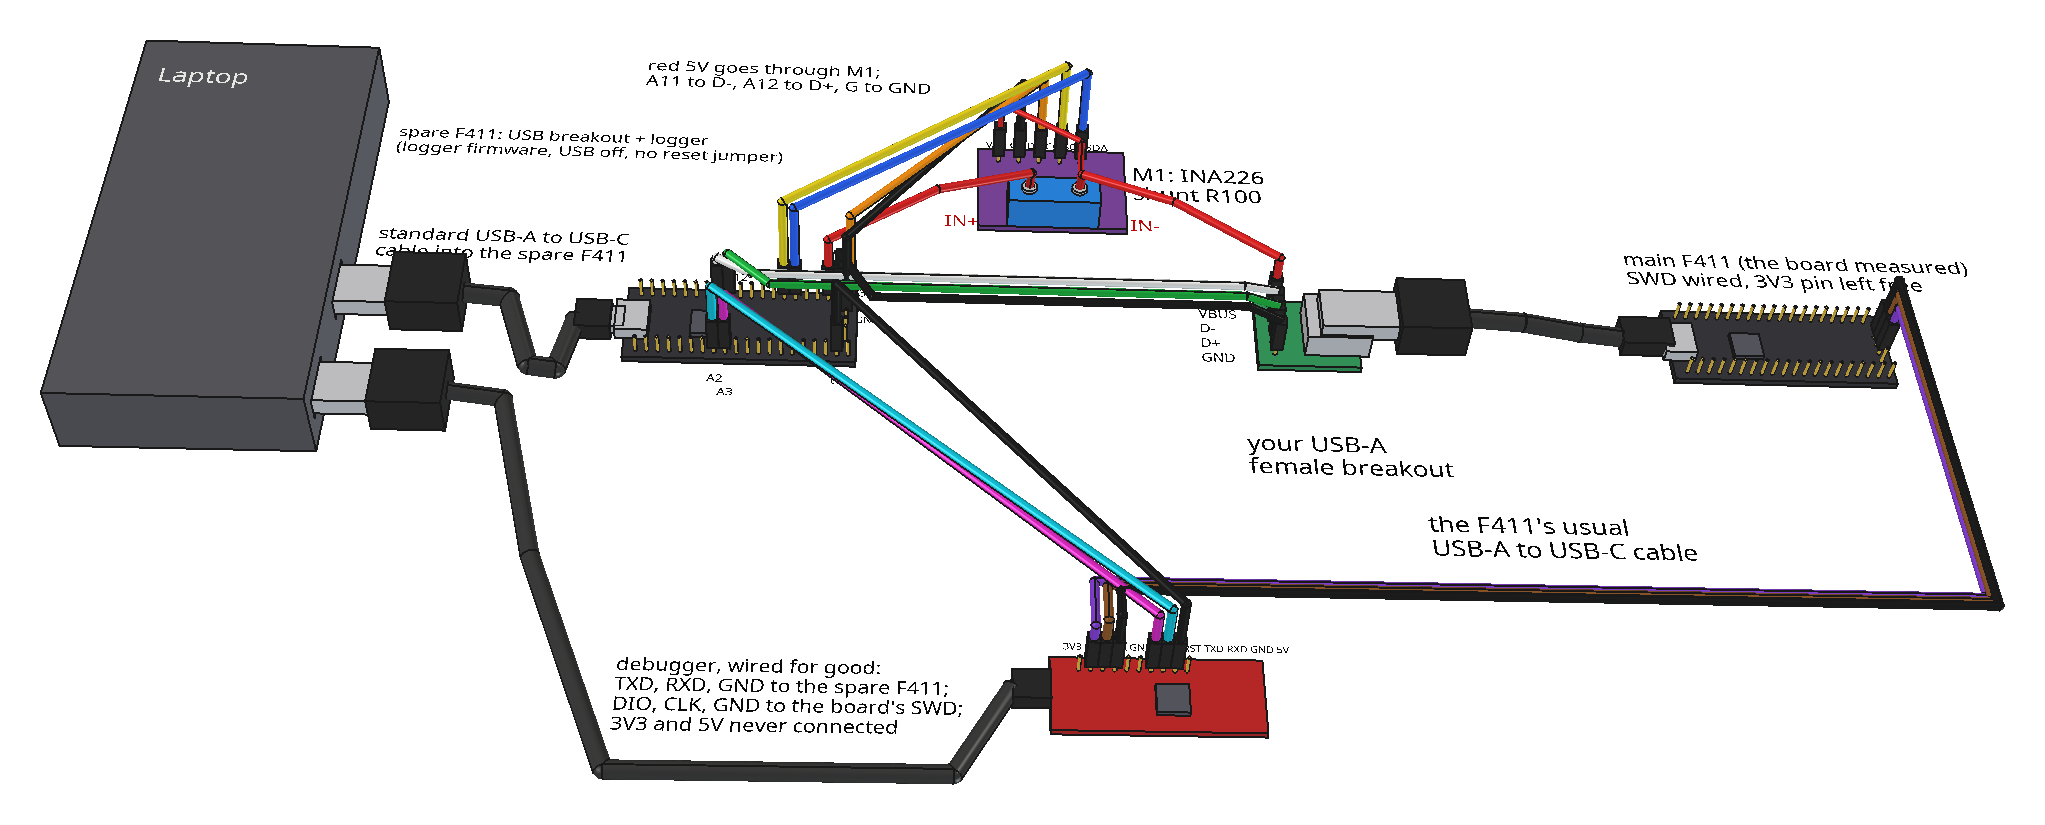 Laptop
red 5V goes through M1;
A11 to D-, A12 to D+, G to GND
spare F411: USB breakout + logger
(logger firmware, USB off, no reset jumper)
standard USB-A to USB-C
cable into the spare F411
M1: INA226
shunt R100
IN+
IN-
main F411 (the board measured)
SWD wired, 3V3 pin left free
VBUS
D-
D+
GND
A2
A3
your USB-A
female breakout
the F411's usual
USB-A to USB-C cable
debugger, wired for good:
TXD, RXD, GND to the spare F411;
DIO, CLK, GND to the board's SWD;
3V3 and 5V never connected
3V3 TXD RXD GND 5V